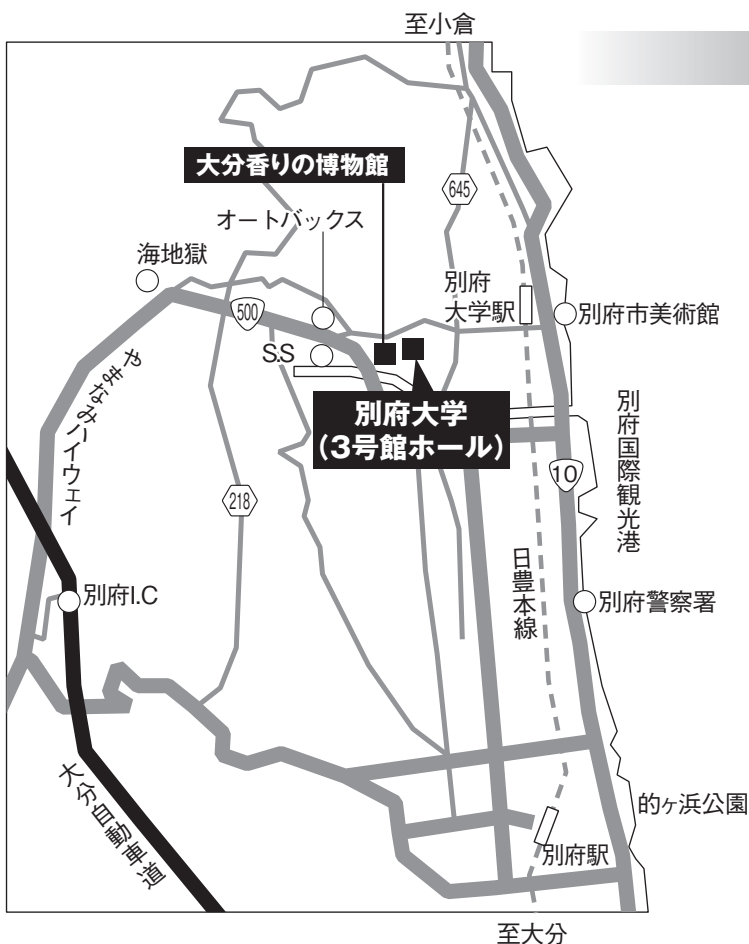 至小倉
大分香りの博物館
645
オートバックス
海地獄
別府
大学駅
500
別府市美術館
S.S
やまなみハイウェイ
別府大学
(3号館ホール)
別府国際観光港
10
218
日豊本線
別府I.C
別府警察署
大分自動車道
的ヶ浜公園
別府駅
至大分